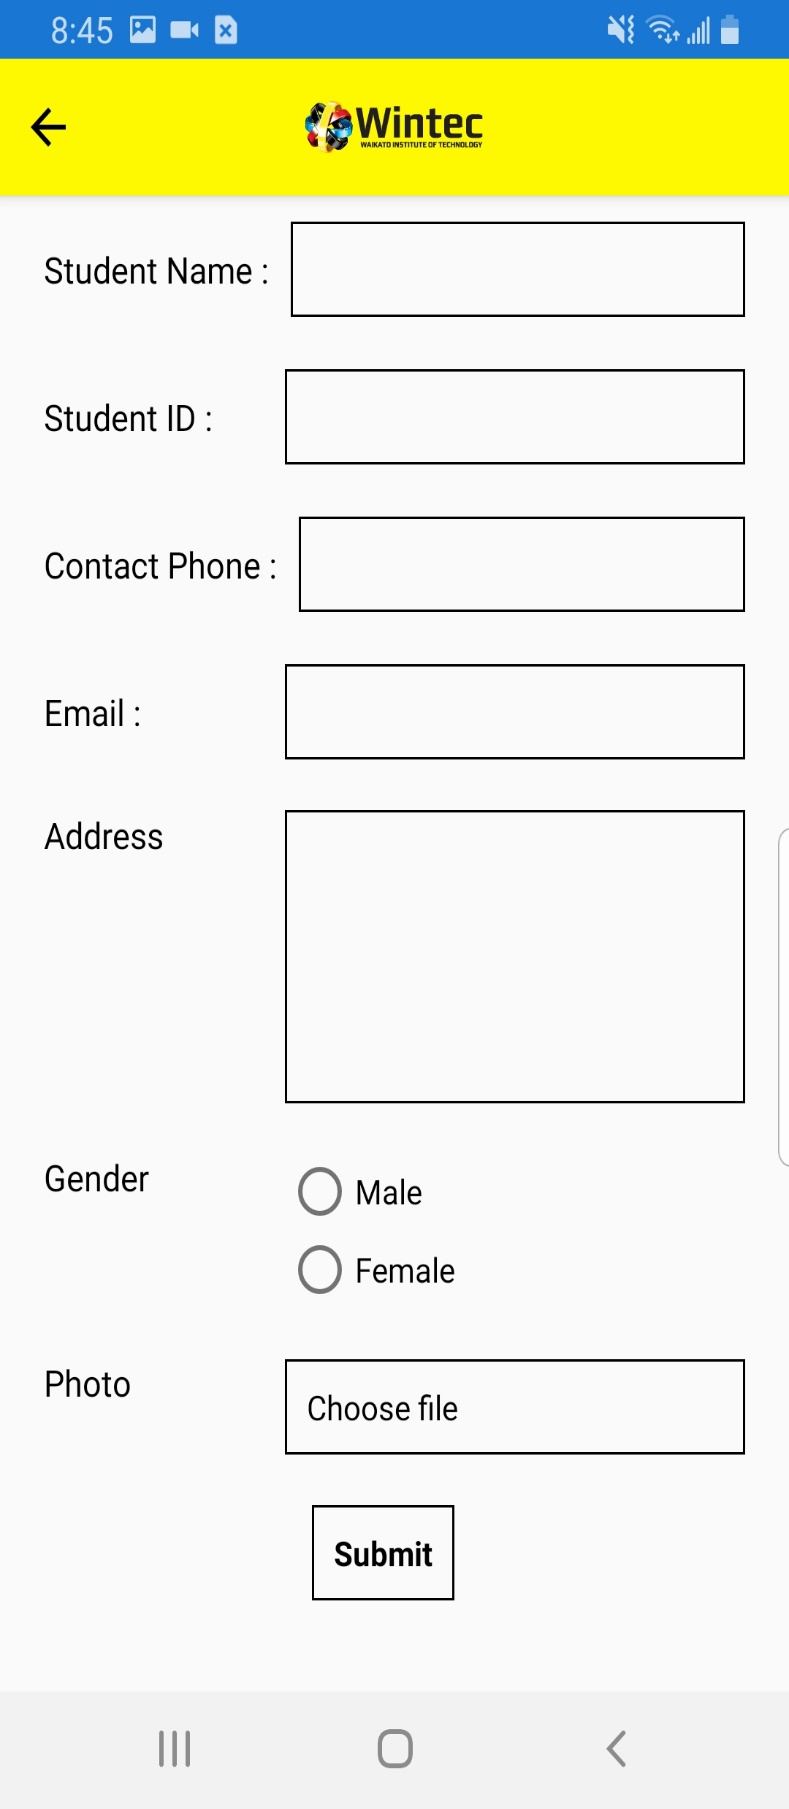 8:45
Wintec
WAIKATO INSTITUTE OF TECHNOLOGY
Student Name :
Student ID :
Contact Phone :
Email :
Address
Gender
Male
Female
Photo
Choose file
Submit